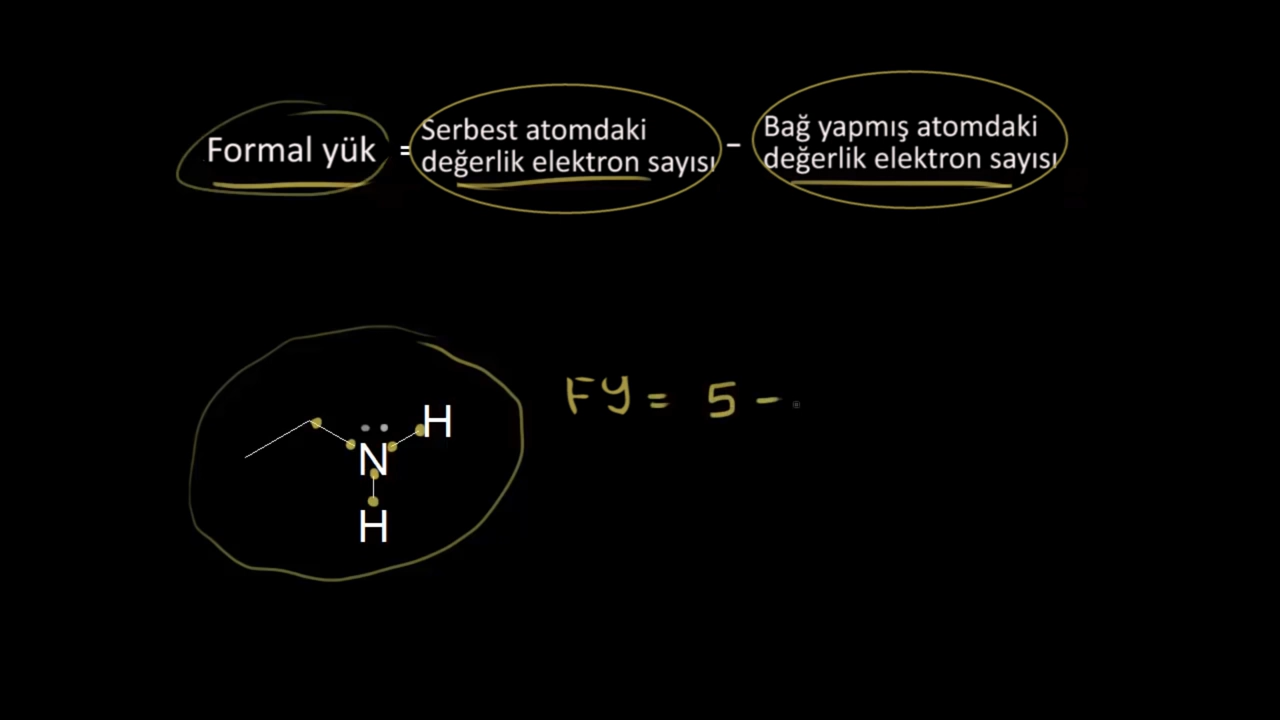 Formal yük = Serbest atomdaki değerlik elektron sayısı - Bağ yapmış atomdaki değerlik elektron sayısı
H
N
H
FY = 5 -